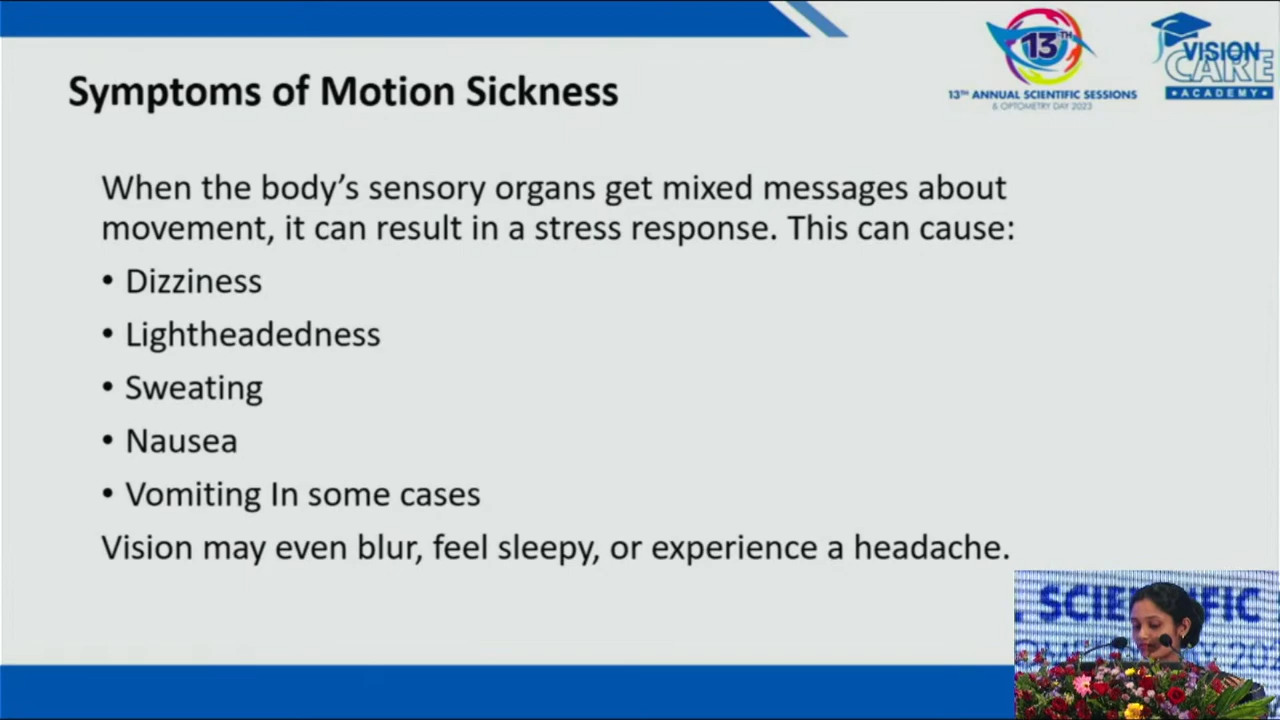 13TH
13TH ANNUAL SCIENTIFIC SESSIONS
& OPTOMETRY DAY 2023
VISION
CARE
•ACADEMY•
Symptoms of Motion Sickness
When the body’s sensory organs get mixed messages about
movement, it can result in a stress response. This can cause:
• Dizziness
• Lightheadedness
• Sweating
• Nausea
• Vomiting In some cases
Vision may even blur, feel sleepy, or experience a headache.